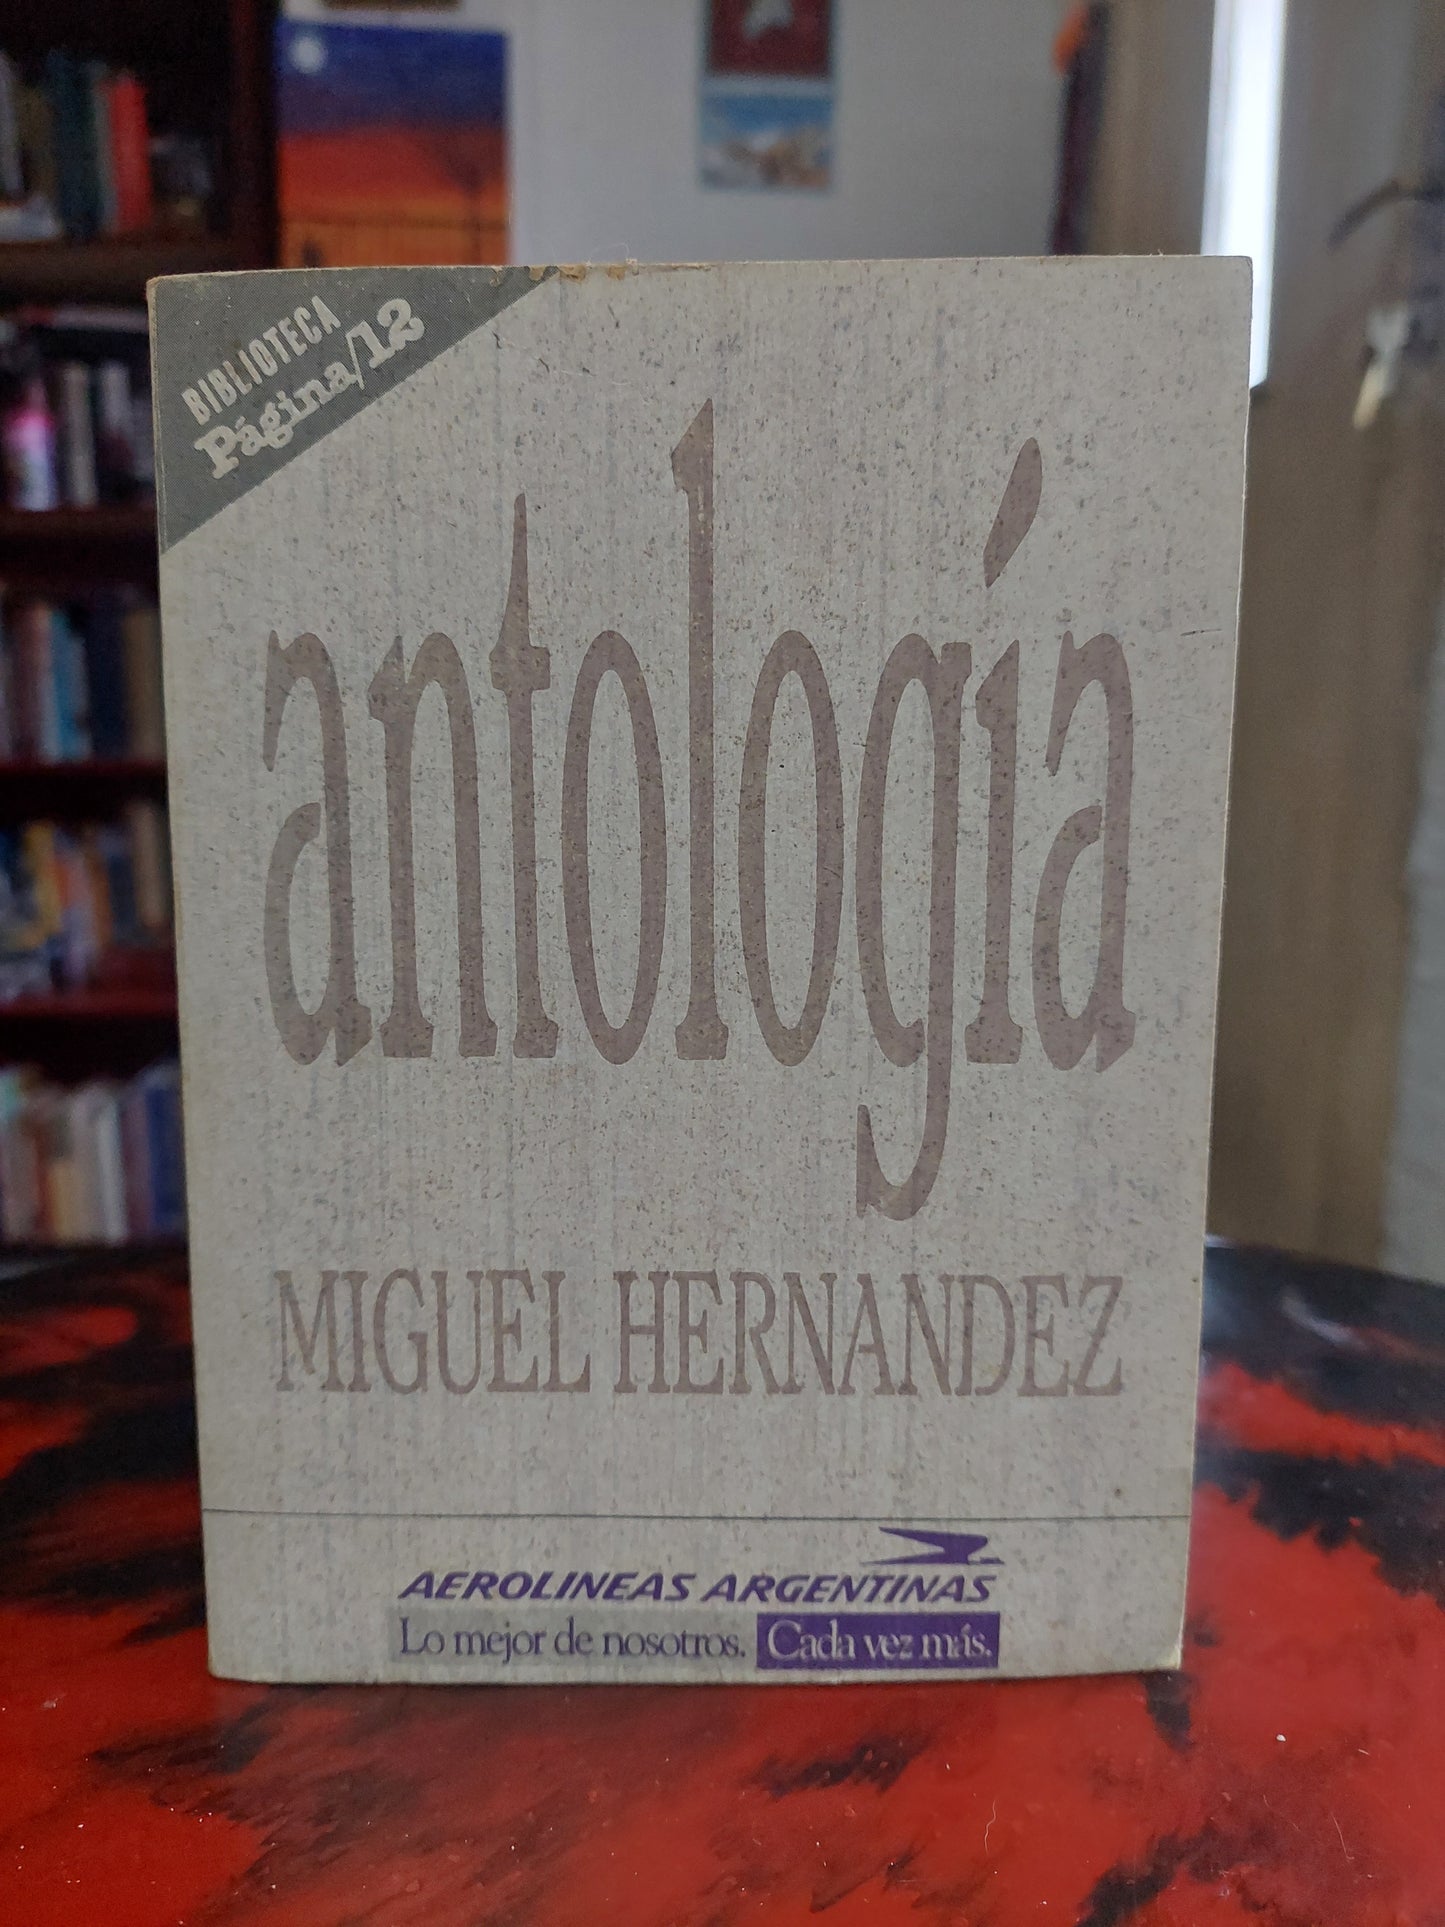 BIBLIOTECA
Página/12
antología
MIGUEL HERNANDEZ
AEROLINEAS ARGENTINAS
Lo mejor de nosotros. Cada vez más.